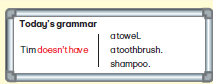 Today's grammar
a towel.
Tim doesn't have a toothbrush.
shampoo.